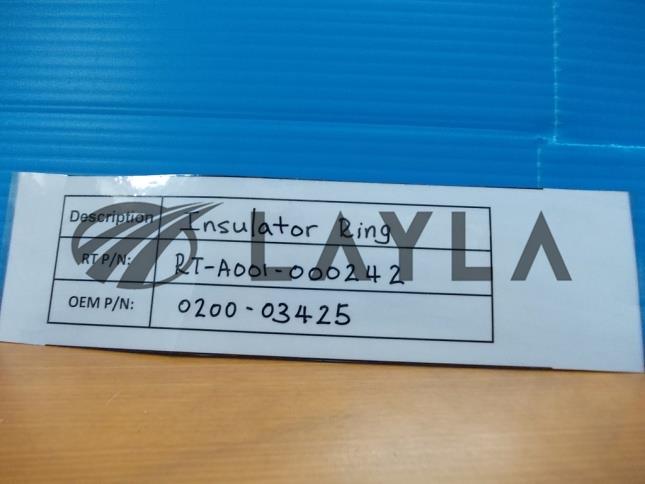 Description Insulator Ring
RT P/N: RT-A001-000242
OEM P/N: 0200-03425
LAYLA